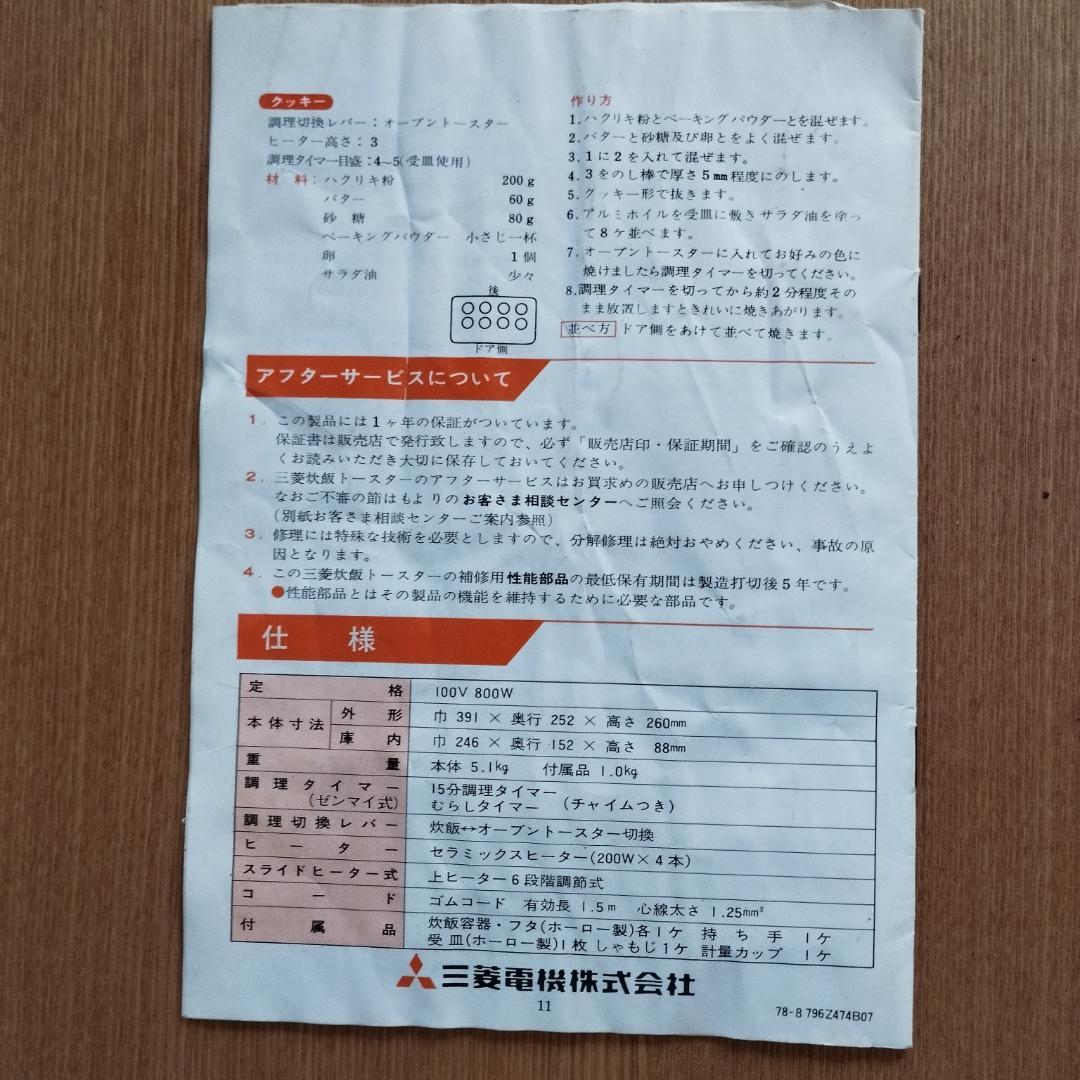 クッキー
調理切換レバー：オーブントースター
ヒーター高さ：3
調理タイマー目盛：4~5(受皿使用)
材料：ハクリキ粉 200g
バター 60g
砂糖 80g
ベーキングパウダー 小さじ一杯
卵 1個
サラダ油 少々
後
ドア側
作り方
1.ハクリキ粉とベーキングパウダーとを混ぜます。
2.バターと砂糖及び卵とをよく混ぜます。
3.1に2を入れて混ぜます。
4.3をのし棒で厚さ5mm程度にのします。
5.クッキー形で抜きます。
6.アルミホイルを受皿に敷きサラダ油を塗っ
て8ヶ並べます。
7.オーブントースターに入れてお好みの色に
焼けましたら調理タイマーを切ってください。
8.調理タイマーを切ってから約2分程度その
まま放置しますときれいに焼きあがります。
並べ方 ドア側をあけて並べて焼きます。
アフターサービスについて
1.この製品には1ヶ年の保証がついています。
保証書は販売店で発行致しますので、必ず「販売店印・保証期間」をご確認のうえよ
くお読みいただき大切に保存しておいてください。
2.三菱炊飯トースターのアフターサービスはお買求めの販売店へお申しつけください。
なおご不審の節はもよりのお客さま相談センターへご照会ください。
(別紙お客さま相談センターご案内参照)
3.修理には特殊な技術を必要としますので、分解修理は絶対おやめください、事故の原
因となります。
4.この三菱炊飯トースターの補修用性能部品の最低保有期間は製造打切後5年です。
●性能部品とはその製品の機能を維持するために必要な部品です。
仕様
定格 100V 800W
本体寸法 外形 巾 391 × 奥行 252 × 高さ 260mm
庫内 巾 246 × 奥行 152 × 高さ 88mm
重量 本体 5.1kg 付属品 1.0kg
調理タイマー (ゼンマイ式) 15分調理タイマー
むらしタイマー (チャイムつき)
調理切換レバー 炊飯↔オーブントースター切換
ヒーター セラミックスヒーター(200W×4本)
スライドヒーター式 上ヒーター6段階調節式
コード ゴムコード 有効長 1.5m 心線太さ 1.25mm²
付属品 炊飯容器・フタ(ホーロー製)各1ケ 持ち手 1ケ
受皿(ホーロー製)1枚 しゃもじ1ケ 計量カップ 1ケ
三菱電機株式会社
11
78-8 796Z474B07